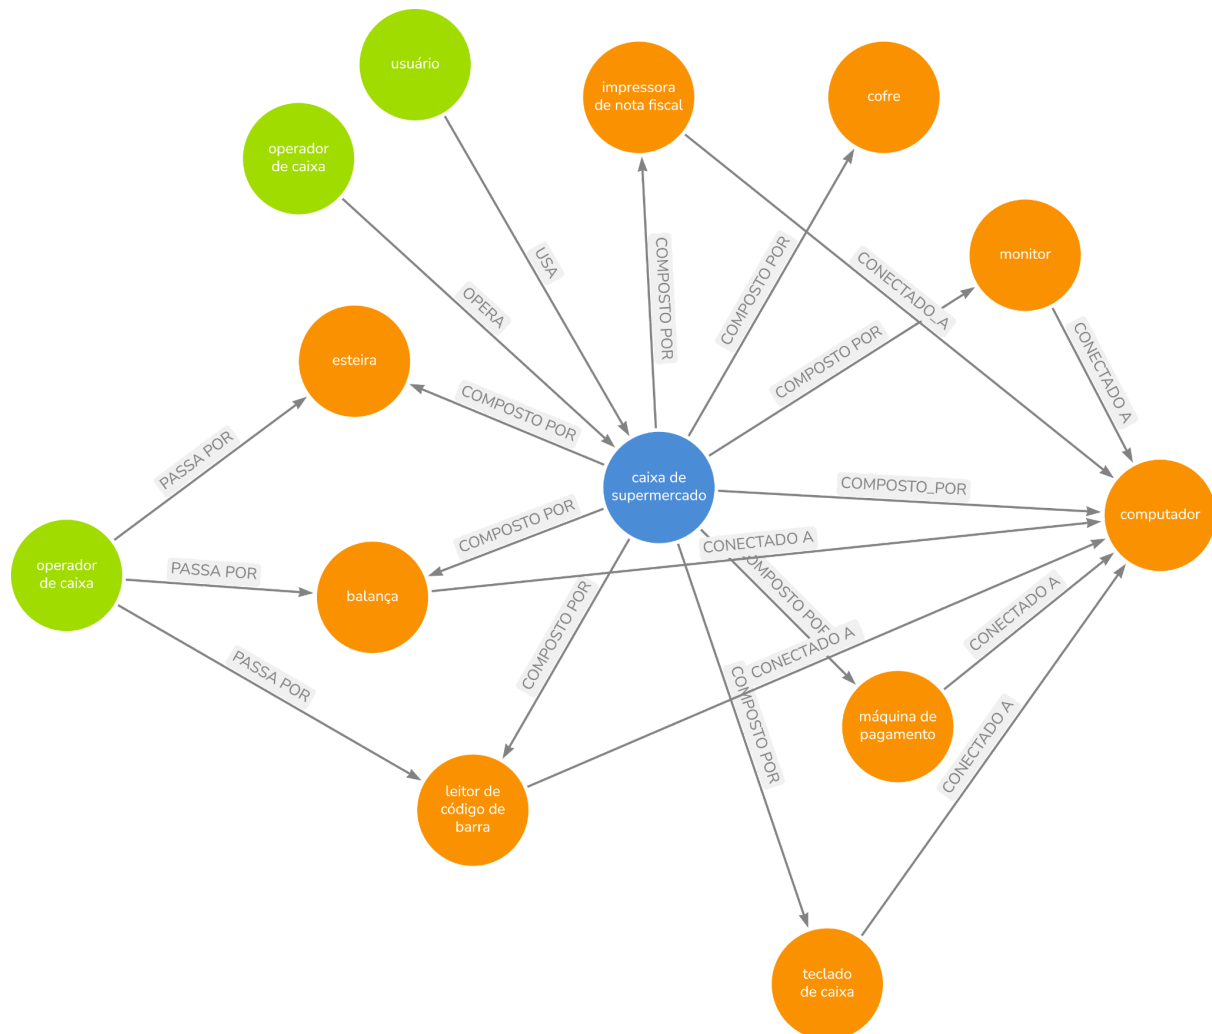 usuário
impressora
de nota fiscal
cofre
operador
de caixa
monitor
USA
COMPOSTO POR
COMPOSTO POR
CONECTADO_A
OPERA
esteira
COMPOSTO POR
CONECTADO A
COMPOSTO POR
PASSA POR
caixa de
supermercado
COMPOSTO_POR
computador
COMPOSTO POR
CONECTADO A
operador
de caixa
PASSA POR
balança
COMPOSTO POR
COMPOSTO POR
CONECTADO A
CONECTADO A
PASSA POR
COMPOSTO POR
máquina de
pagamento
CONECTADO A
leitor de
código de
barra
teclado
de caixa